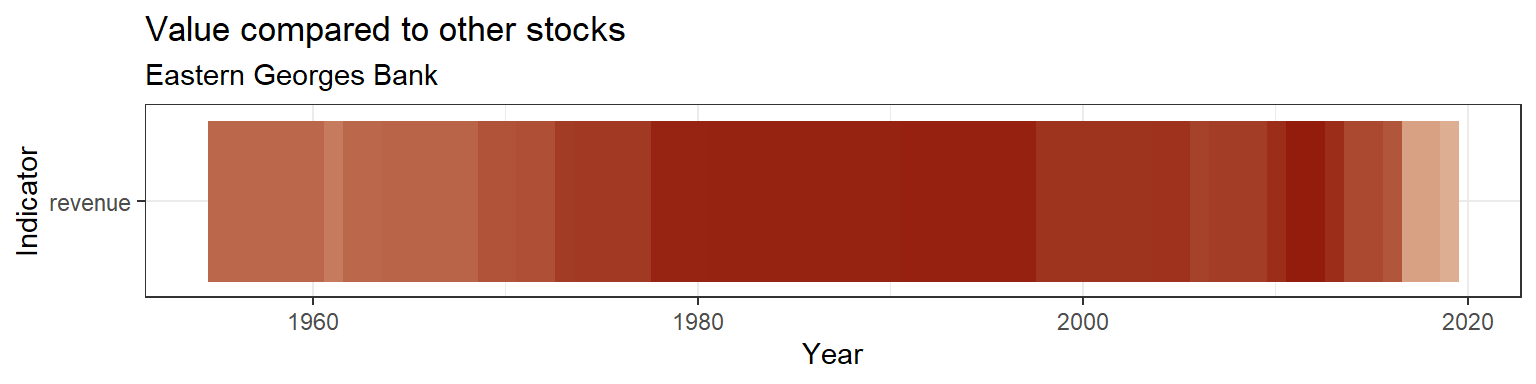 Value compared to other stocks
Eastern Georges Bank
Indicator
revenue
1960 1980 2000 2020
Year